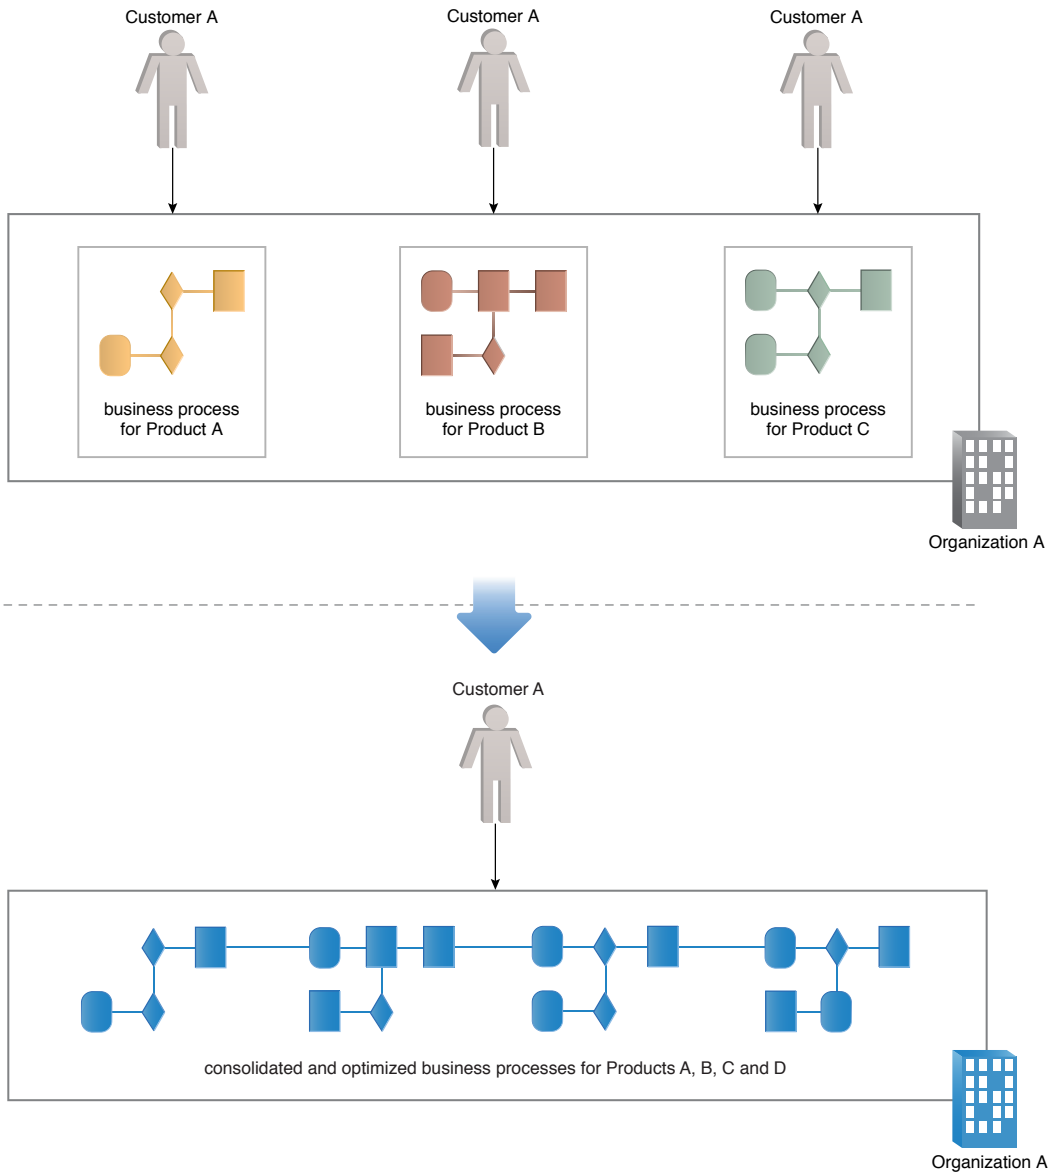 Customer A
Customer A
Customer A
business process
for Product A
business process
for Product B
business process
for Product C
Organization A
Customer A
consolidated and optimized business processes for Products A, B, C and D
Organization A